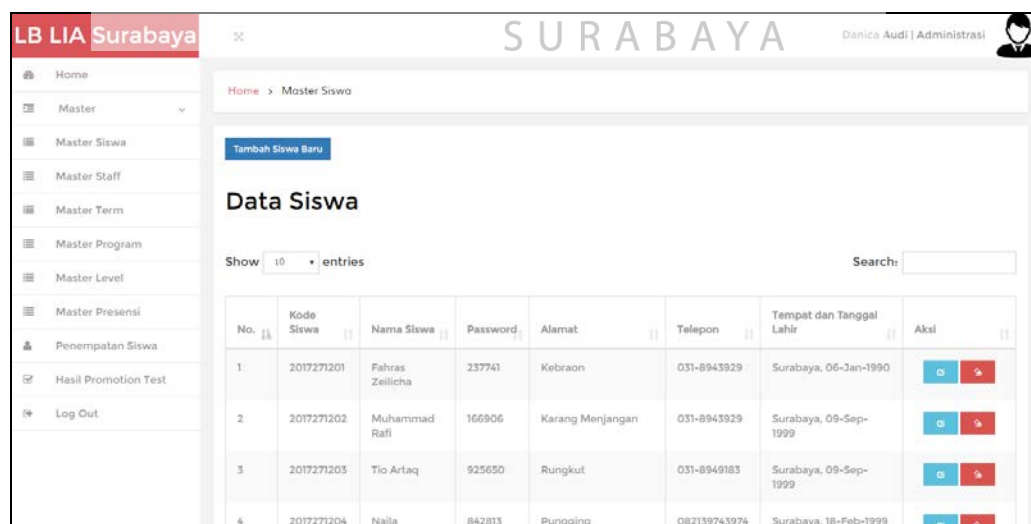 LB LIA Surabaya
SURABAYA
Danica Audi | Administrasi
Home
Master
Master Siswa
Master Staff
Master Term
Master Program
Master Level
Master Presensi
Penempatan Siswa
Hasil Promotion Test
Log Out
Home > Master Siswa
Tambah Siswa Baru
Data Siswa
Show 10 entries
Search:
No. Kode Siswa Nama Siswa Password Alamat Telepon Tempat dan Tanggal Lahir Aksi
1 2017271201 Fahras Zeilicha 237741 Kebraon 031-8943929 Surabaya, 06-Jan-1990
2 2017271202 Muhammad Rafi 166906 Karang Menjangan 031-8943929 Surabaya, 09-Sep-1999
3 2017271203 Tio Artaq 925650 Rungkut 031-8949183 Surabaya, 09-Sep-1999
4 2017271204 Naila 842813 Pungging 082139743974 Surabaya, 18-Feb-1999